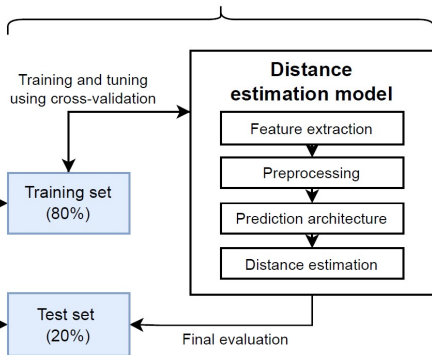 Training and tuning
using cross-validation
Distance
estimation model
Feature extraction
Preprocessing
Prediction architecture
Distance estimation
Training set
(80%)
Test set
(20%)
Final evaluation